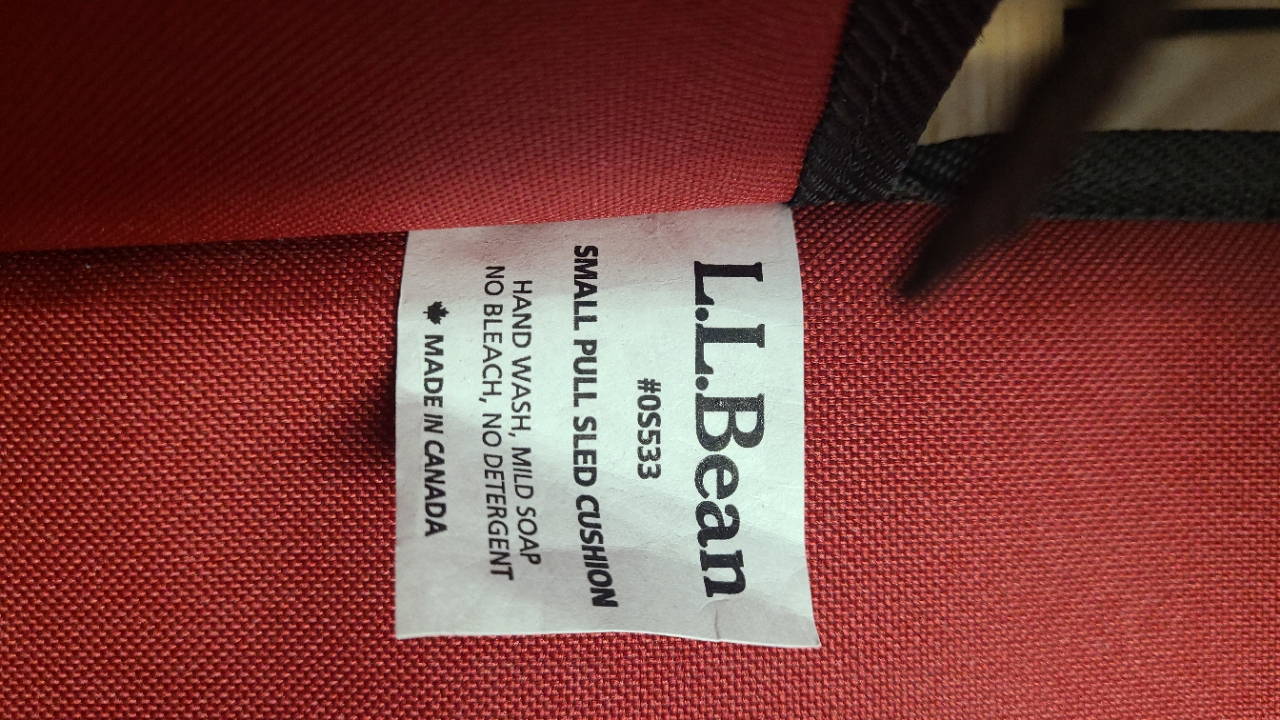 L.L.Bean
#0S533
SMALL PULL SLED CUSHION
HAND WASH, MILD SOAP
NO BLEACH, NO DETERGENT
MADE IN CANADA